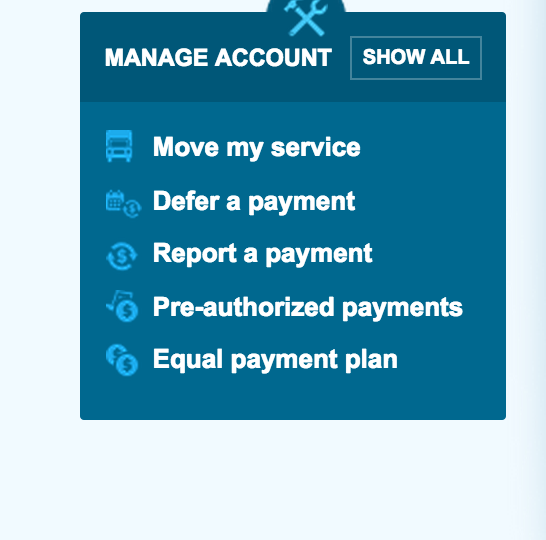 MANAGE ACCOUNT SHOW ALL
Move my service
Defer a payment
Report a payment
Pre-authorized payments
Equal payment plan